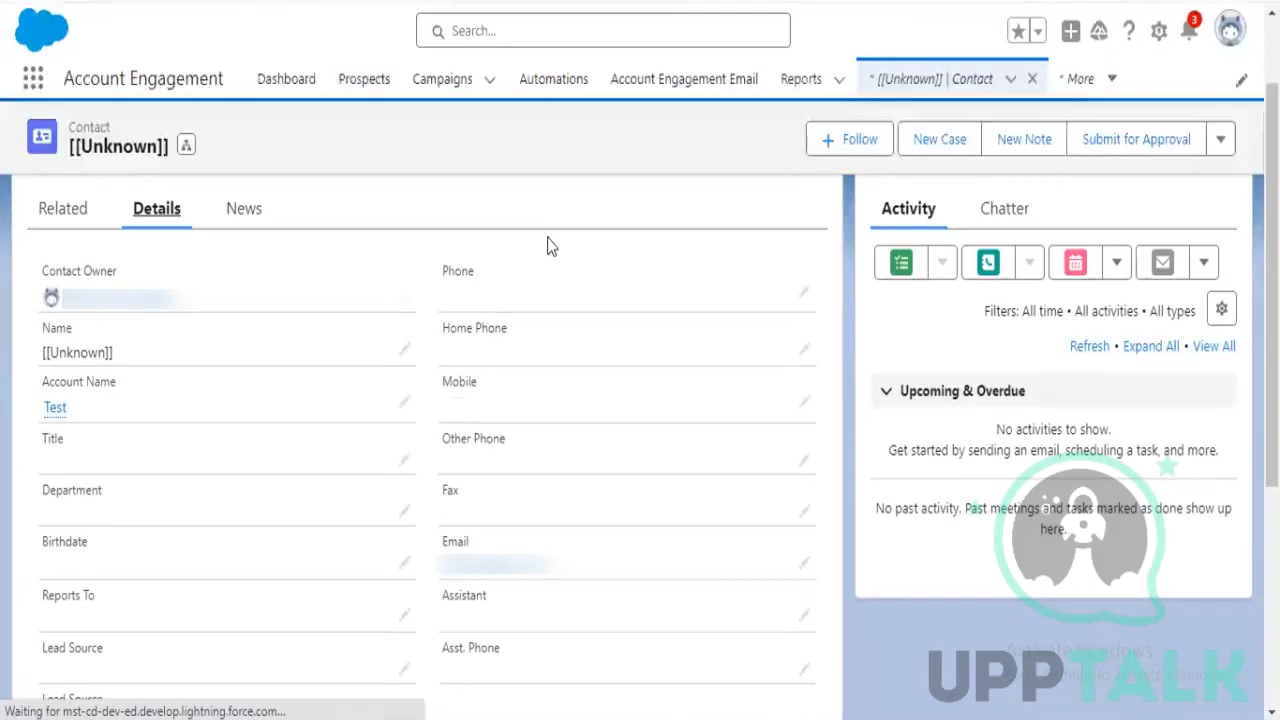 Search...
3
Account Engagement
Dashboard
Prospects
Campaigns
Automations
Account Engagement Email
Reports
* [[Unknown]] | Contact
* More
Contact
[[Unknown]]
Follow
New Case
New Note
Submit for Approval
Related
Details
News
Contact Owner
Name
[[Unknown]]
Account Name
Test
Title
Department
Birthdate
Reports To
Lead Source
Lead Source
Phone
Home Phone
Mobile
Other Phone
Fax
Email
Assistant
Asst. Phone
Activity
Chatter
Filters: All time • All activities • All types
Refresh • Expand All • View All
Upcoming & Overdue
No activities to show.
Get started by sending an email, scheduling a task, and more.
No past activity. Past meetings and tasks marked as done show up
here.
Activate Windows
UPPTALK
Waiting for mst-cd-dev-ed.develop.lightning.force.com...